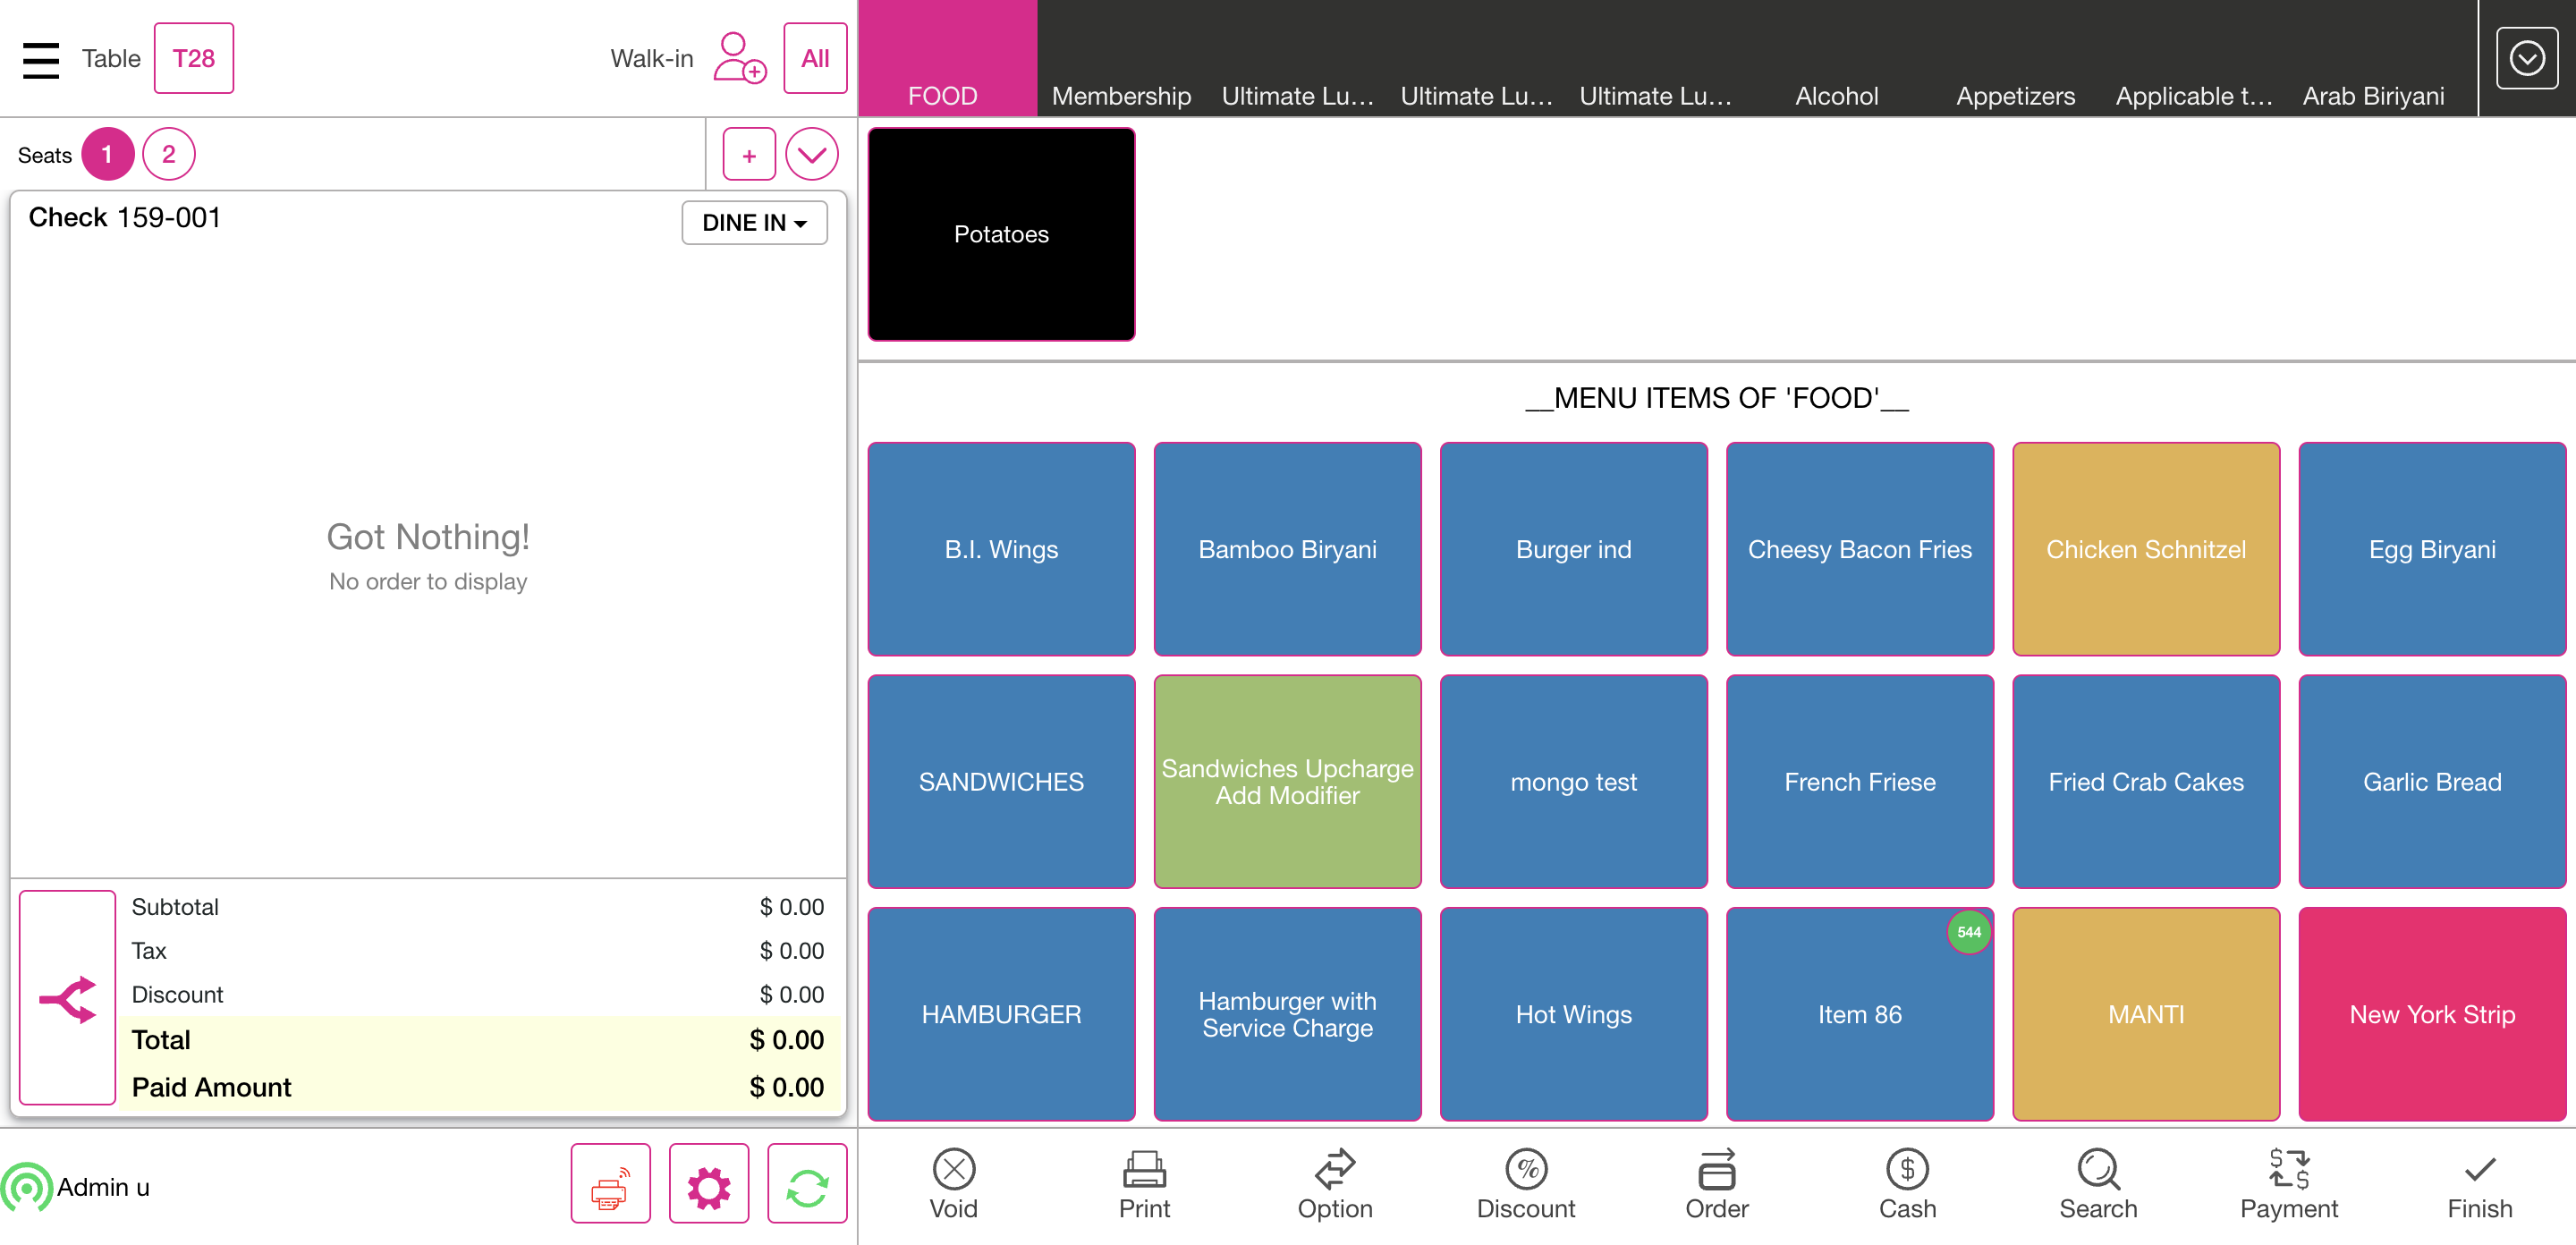 Table T28 Walk-in All
FOOD Membership Ultimate Lu... Ultimate Lu... Ultimate Lu... Alcohol Appetizers Applicable t... Arab Biriyani
Seats 1 2 +
Check 159-001 DINE IN
Got Nothing!
No order to display
Subtotal $ 0.00
Tax $ 0.00
Discount $ 0.00
Total $ 0.00
Paid Amount $ 0.00
Admin u
Potatoes
__MENU ITEMS OF 'FOOD'__
B.I. Wings
Bamboo Biryani
Burger ind
Cheesy Bacon Fries
Chicken Schnitzel
Egg Biryani
SANDWICHES
Sandwiches Upcharge
Add Modifier
mongo test
French Friese
Fried Crab Cakes
Garlic Bread
HAMBURGER
Hamburger with
Service Charge
Hot Wings
544
Item 86
MANTI
New York Strip
Void Print Option Discount Order Cash Search Payment Finish